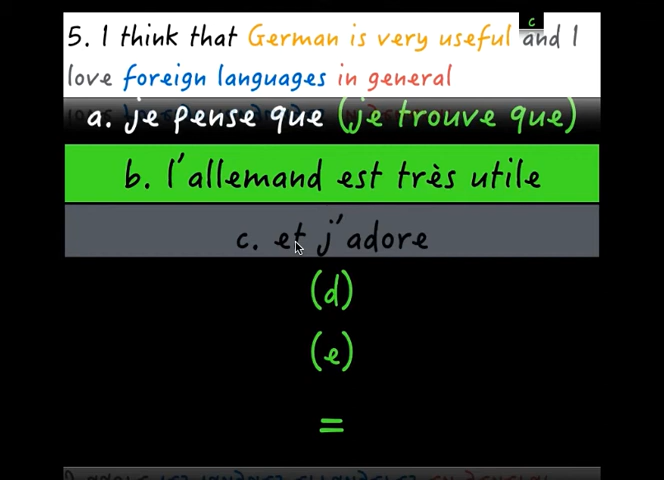 c
5. I think that German is very useful and I
love foreign languages in general
a. je pense que (je trouve que)
b. l'allemand est très utile
c. et j'adore
(d)
(e)
=